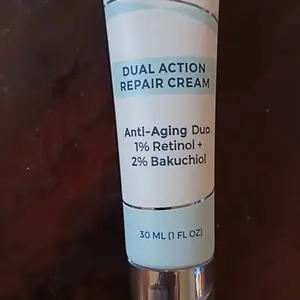 DUAL ACTION
REPAIR CREAM
Anti-Aging Duo
1% Retinol +
2% Bakuchiol
30 ML (1 FL OZ)